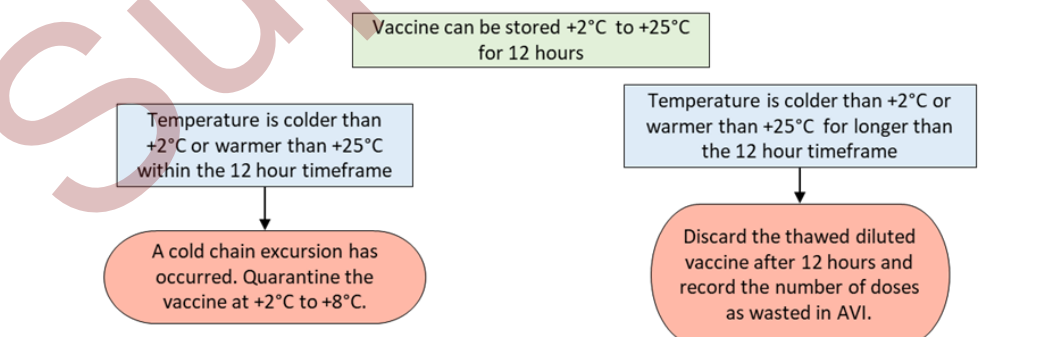 Vaccine can be stored +2°C to +25°C
for 12 hours
Temperature is colder than
+2°C or warmer than +25°C
within the 12 hour timeframe
A cold chain excursion has
occurred. Quarantine the
vaccine at +2°C to +8°C.
Temperature is colder than +2°C or
warmer than +25°C for longer than
the 12 hour timeframe
Discard the thawed diluted
vaccine after 12 hours and
record the number of doses
as wasted in AVI.